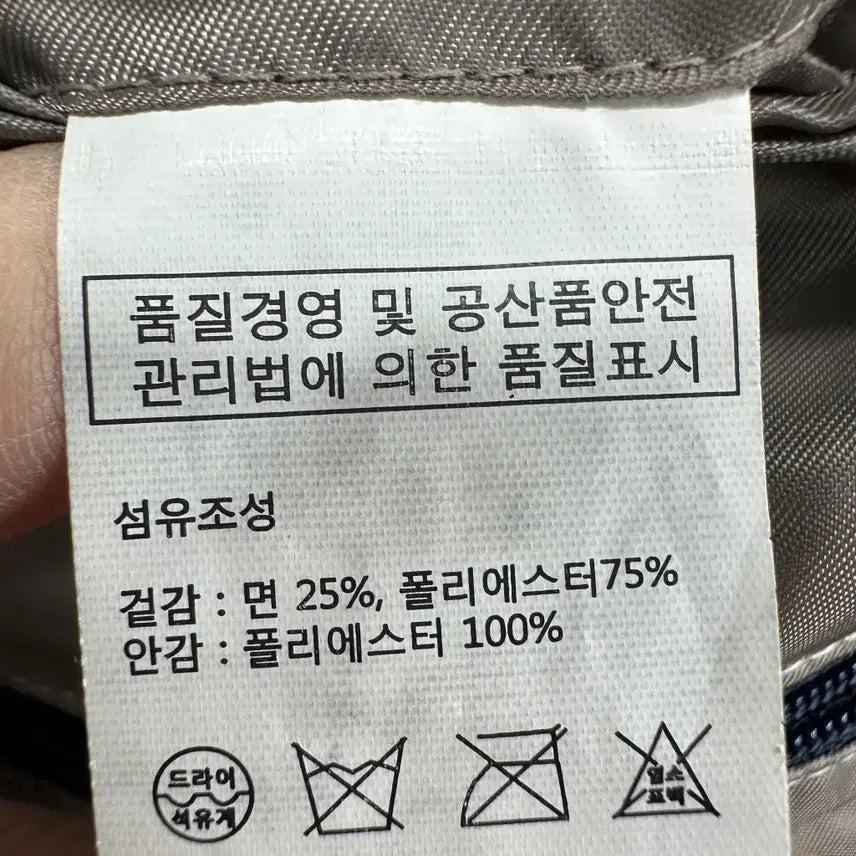 품질경영 및 공산품안전
관리법에 의한 품질표시
섬유조성
겉감 : 면 25%, 폴리에스터75%
안감 : 폴리에스터 100%
드라이
석유계
염소
표백